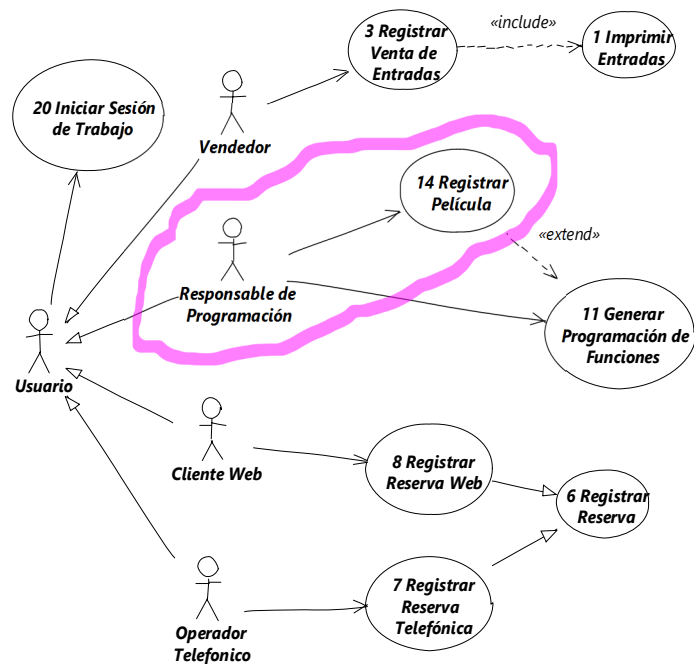 3 Registrar
Venta de
Entradas
«include»
1 Imprimir
Entradas
20 Iniciar Sesión
de Trabajo
Vendedor
14 Registrar
Película
«extend»
Responsable de
Programación
11 Generar
Programación de
Funciones
Usuario
Cliente Web
8 Registrar
Reserva Web
6 Registrar
Reserva
7 Registrar
Reserva
Telefónica
Operador
Telefonico